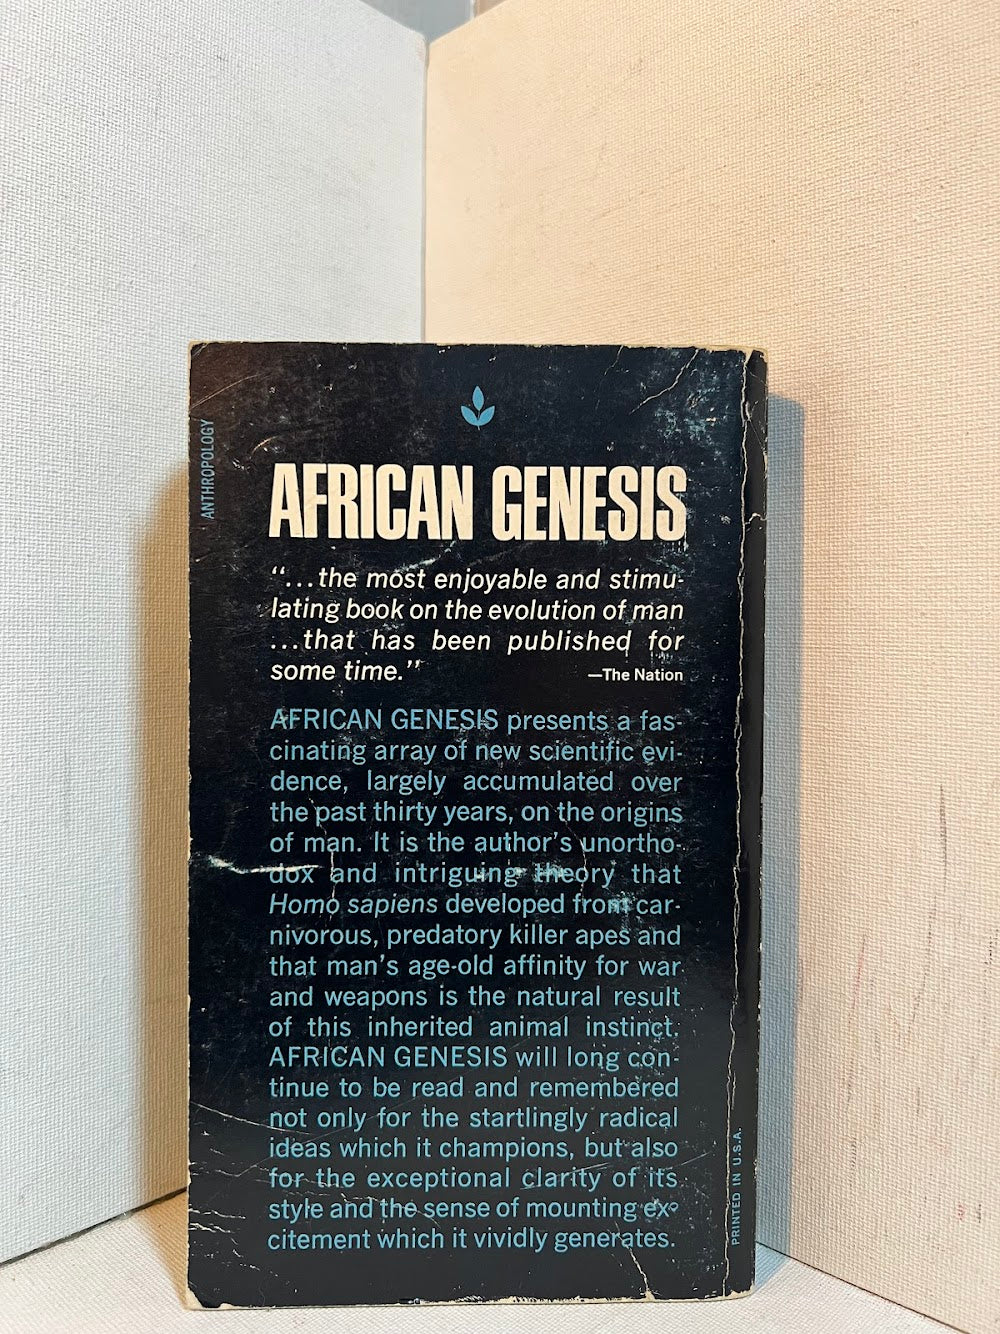 ANTHROPOLOGY
AFRICAN GENESIS
“...the most enjoyable and stimu-
lating book on the evolution of man
...that has been published for
some time.”
—The Nation
AFRICAN GENESIS presents a fas-
cinating array of new scientific evi-
dence, largely accumulated over
the past thirty years, on the origins
of man. It is the author’s unortho-
dox and intriguing theory that
Homo sapiens developed from car-
nivorous, predatory killer apes and
that man’s age-old affinity for war
and weapons is the natural result
of this inherited animal instinct.
AFRICAN GENESIS will long con-
tinue to be read and remembered
not only for the startlingly radical
ideas which it champions, but also
for the exceptional clarity of its
style and the sense of mounting ex-
citement which it vividly generates.
PRINTED IN U.S.A.